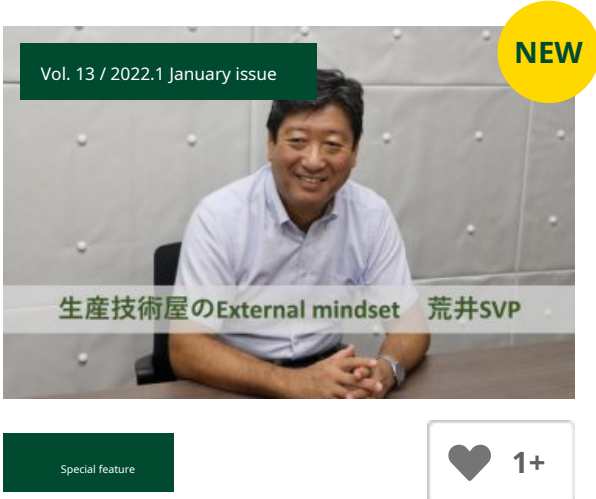 NEW
Vol. 13 / 2022.1 January issue
生産技術屋のExternal mindset 荒井SVP
Special feature
1+